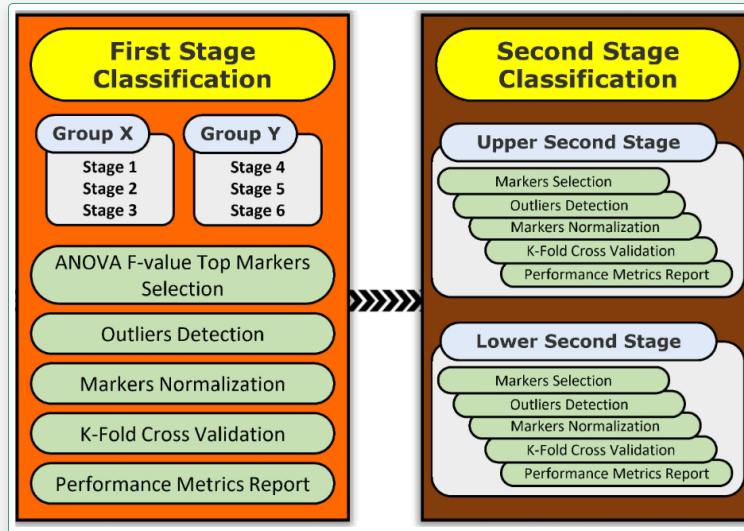 First Stage
Classification
Group X
Stage 1
Stage 2
Stage 3
Group Y
Stage 4
Stage 5
Stage 6
ANOVA F-value Top Markers
Selection
Outliers Detection
Markers Normalization
K-Fold Cross Validation
Performance Metrics Report
Second Stage
Classification
Upper Second Stage
Markers Selection
Outliers Detection
Markers Normalization
K-Fold Cross Validation
Performance Metrics Report
Lower Second Stage
Markers Selection
Outliers Detection
Markers Normalization
K-Fold Cross Validation
Performance Metrics Report